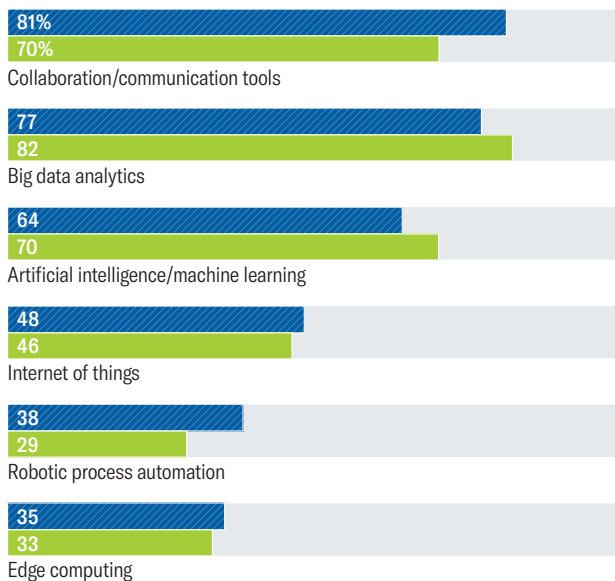 81%
70%
Collaboration/communication tools
77
82
Big data analytics
64
70
Artificial intelligence/machine learning
48
46
Internet of things
38
29
Robotic process automation
35
33
Edge computing